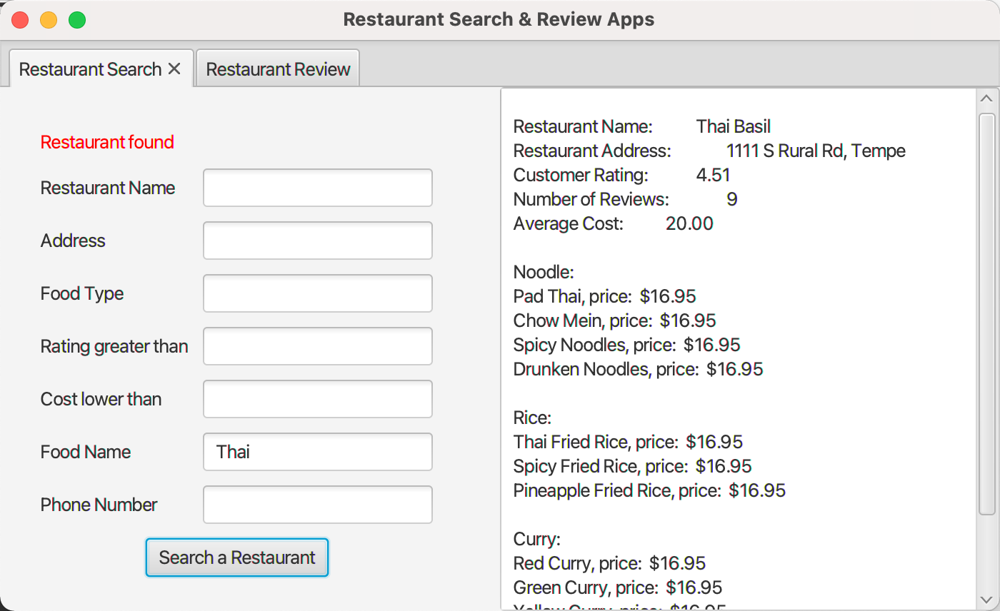 Restaurant Search & Review Apps
Restaurant Search
Restaurant Review
Restaurant found
Restaurant Name
Address
Food Type
Rating greater than
Cost lower than
Food Name Thai
Phone Number
Search a Restaurant
Restaurant Name: Thai Basil
Restaurant Address: 1111 S Rural Rd, Tempe
Customer Rating: 4.51
Number of Reviews: 9
Average Cost: 20.00
Noodle:
Pad Thai, price: $16.95
Chow Mein, price: $16.95
Spicy Noodles, price: $16.95
Drunken Noodles, price: $16.95
Rice:
Thai Fried Rice, price: $16.95
Spicy Fried Rice, price: $16.95
Pineapple Fried Rice, price: $16.95
Curry:
Red Curry, price: $16.95
Green Curry, price: $16.95
Yellow Curry, price: $16.95